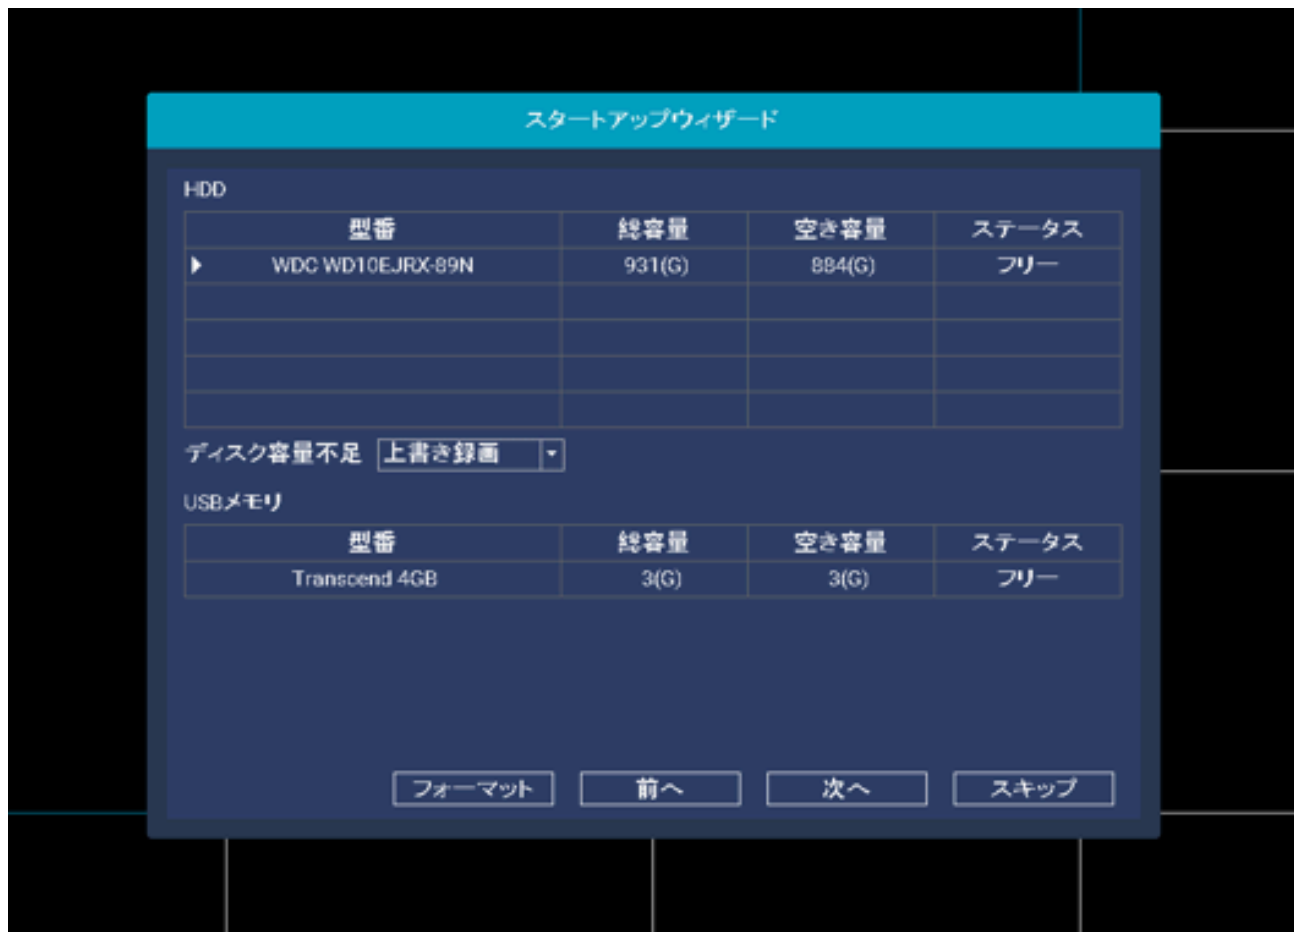 スタートアップウィザード
HDD
型番 総容量 空き容量 ステータス
WDC WD10EJRX-89N 931(G) 884(G) フリー
ディスク容量不足 上書き録画
USBメモリ
型番 総容量 空き容量 ステータス
Transcend 4GB 3(G) 3(G) フリー
フォーマット 前へ 次へ スキップ